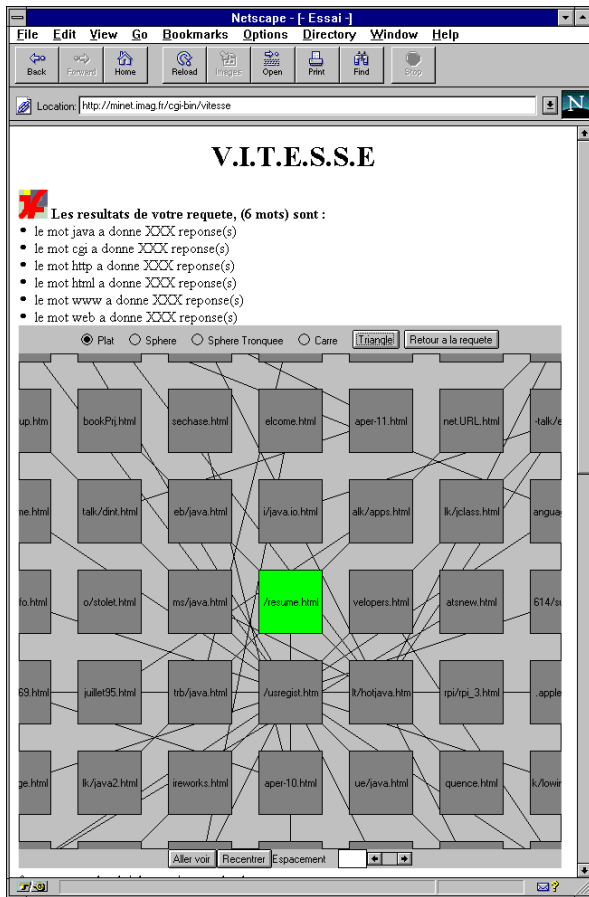 Netscape - [- Essai -]
File Edit View Go Bookmarks Options Directory Window Help
Back Forward Home Reload Images Open Print Find Stop
Location: http://minet.imag.fr/cgi-bin/vitesse
N
V.I.T.E.S.S.E
Les resultats de votre requete, (6 mots) sont :
le mot java a donne XXX reponse(s)
le mot cgi a donne XXX reponse(s)
le mot http a donne XXX reponse(s)
le mot html a donne XXX reponse(s)
le mot www a donne XXX reponse(s)
le mot web a donne XXX reponse(s)
Plat Sphere Sphere Tronquee Carre Triangle Retour a la requete
up.htm bookPrj.html sechase.html elcome.html aper-11.html net.URL.html -talk/e
me.html talk/dint.html eb/java.html i/java.io.html alk/apps.html lk/jclass.html angua
fo.html o/stolet.html ms/java.html /resume.html velopers.html atsnew.html 614/su
69.html juillet95.html trb/java.html /usregist.htm lt/hotjava.htm rpi/rpi_3.html .apple
ge.html lk/java2.html ireworks.html aper-10.html ue/java.html quence.html k/lowin
Aller voir Recentrer Espacement